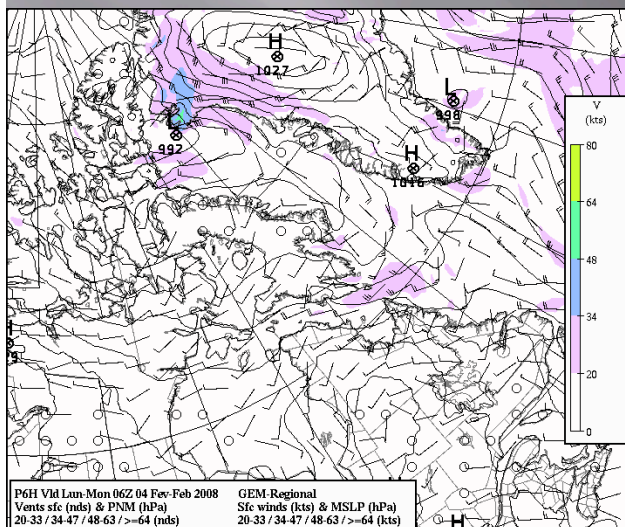 H
1027
L
998
L
992
H
1016
V
(kts)
80
64
48
34
20
0
H
9
P6H Vld Lun-Mon 06Z 04 Fev-Feb 2008
GEM-Regional
Vents sfc (nds) & PNM (hPa)
Sfc winds (kts) & MSLP (hPa)
20-33 / 34-47 / 48-63 / >=64 (nds)
20-33 / 34-47 / 48-63 / >=64 (kts)
H